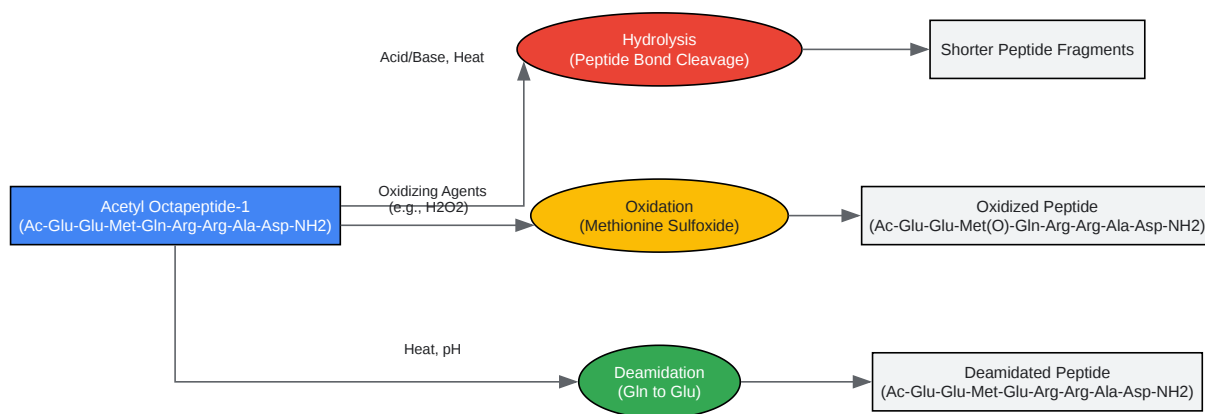 Hydrolysis
(Peptide Bond Cleavage)
Shorter Peptide Fragments
Acid/Base, Heat
Acetyl Octapeptide-1
(Ac-Glu-Glu-Met-Gln-Arg-Arg-Ala-Asp-NH2)
Oxidizing Agents
(e.g., H2O2)
Oxidation
(Methionine Sulfoxide)
Oxidized Peptide
(Ac-Glu-Glu-Met(O)-Gln-Arg-Arg-Ala-Asp-NH2)
Heat, pH
Deamidation
(Gln to Glu)
Deamidated Peptide
(Ac-Glu-Glu-Met-Glu-Arg-Arg-Ala-Asp-NH2)